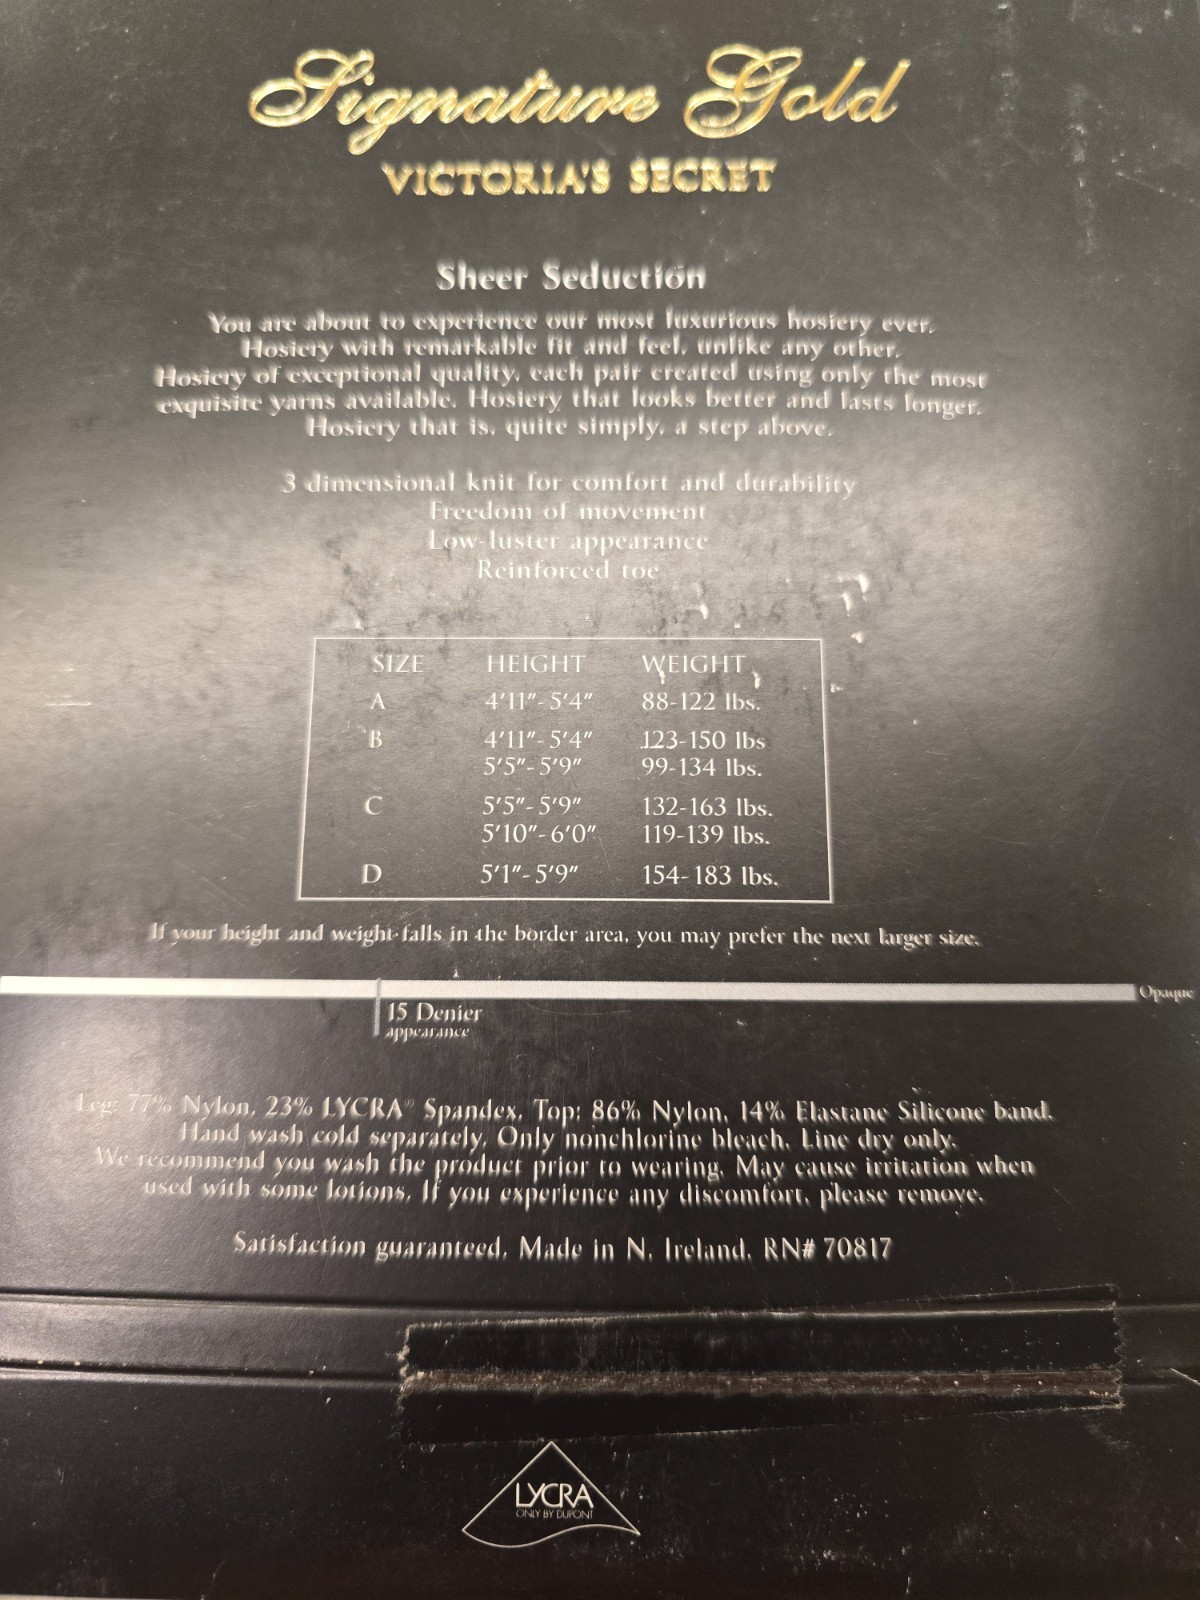 Signature Gold
VICTORIA'S SECRET
Sheer Seduction
You are about to experience our most luxurious hosiery ever.
Hosiery with remarkable fit and feel, unlike any other.
Hosiery of exceptional quality, each pair created using only the most
exquisite yarns available. Hosiery that looks better and lasts longer.
Hosiery that is, quite simply, a step above.
3 dimensional knit for comfort and durability
Freedom of movement
Low-luster appearance
Reinforced toe
SIZE HEIGHT WEIGHT
A 4'11"-5'4" 88-122 lbs.
B 4'11"-5'4" 123-150 lbs
5'5"-5'9" 99-134 lbs.
C 5'5"-5'9" 132-163 lbs.
5'10"-6'0" 119-139 lbs.
D 5'1"-5'9" 154-183 lbs.
If your height and weight falls in the border area, you may prefer the next larger size.
Opaque
15 Denier
appearance
Leg: 77% Nylon, 23% LYCRA® Spandex, Top: 86% Nylon, 14% Elastane Silicone band.
Hand wash cold separately. Only nonchlorine bleach. Line dry only.
We recommend you wash the product prior to wearing. May cause irritation when
used with some lotions. If you experience any discomfort, please remove.
Satisfaction guaranteed. Made in N. Ireland. RN# 70817
LYCRA
ONLY BY DUPONT